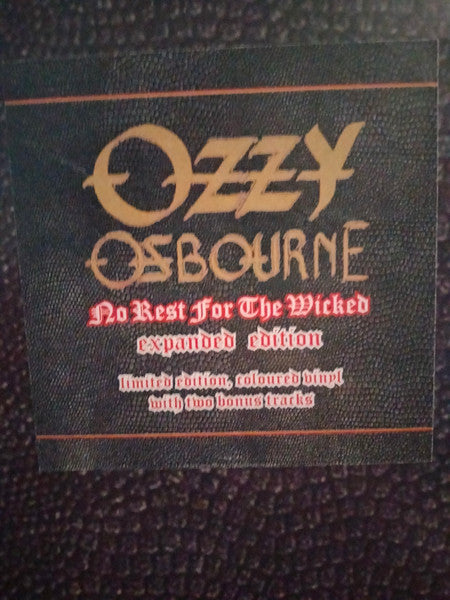 OZZY
OSBOURNE
No Rest For The Wicked
expanded edition
limited edition, coloured vinyl
with two bonus tracks